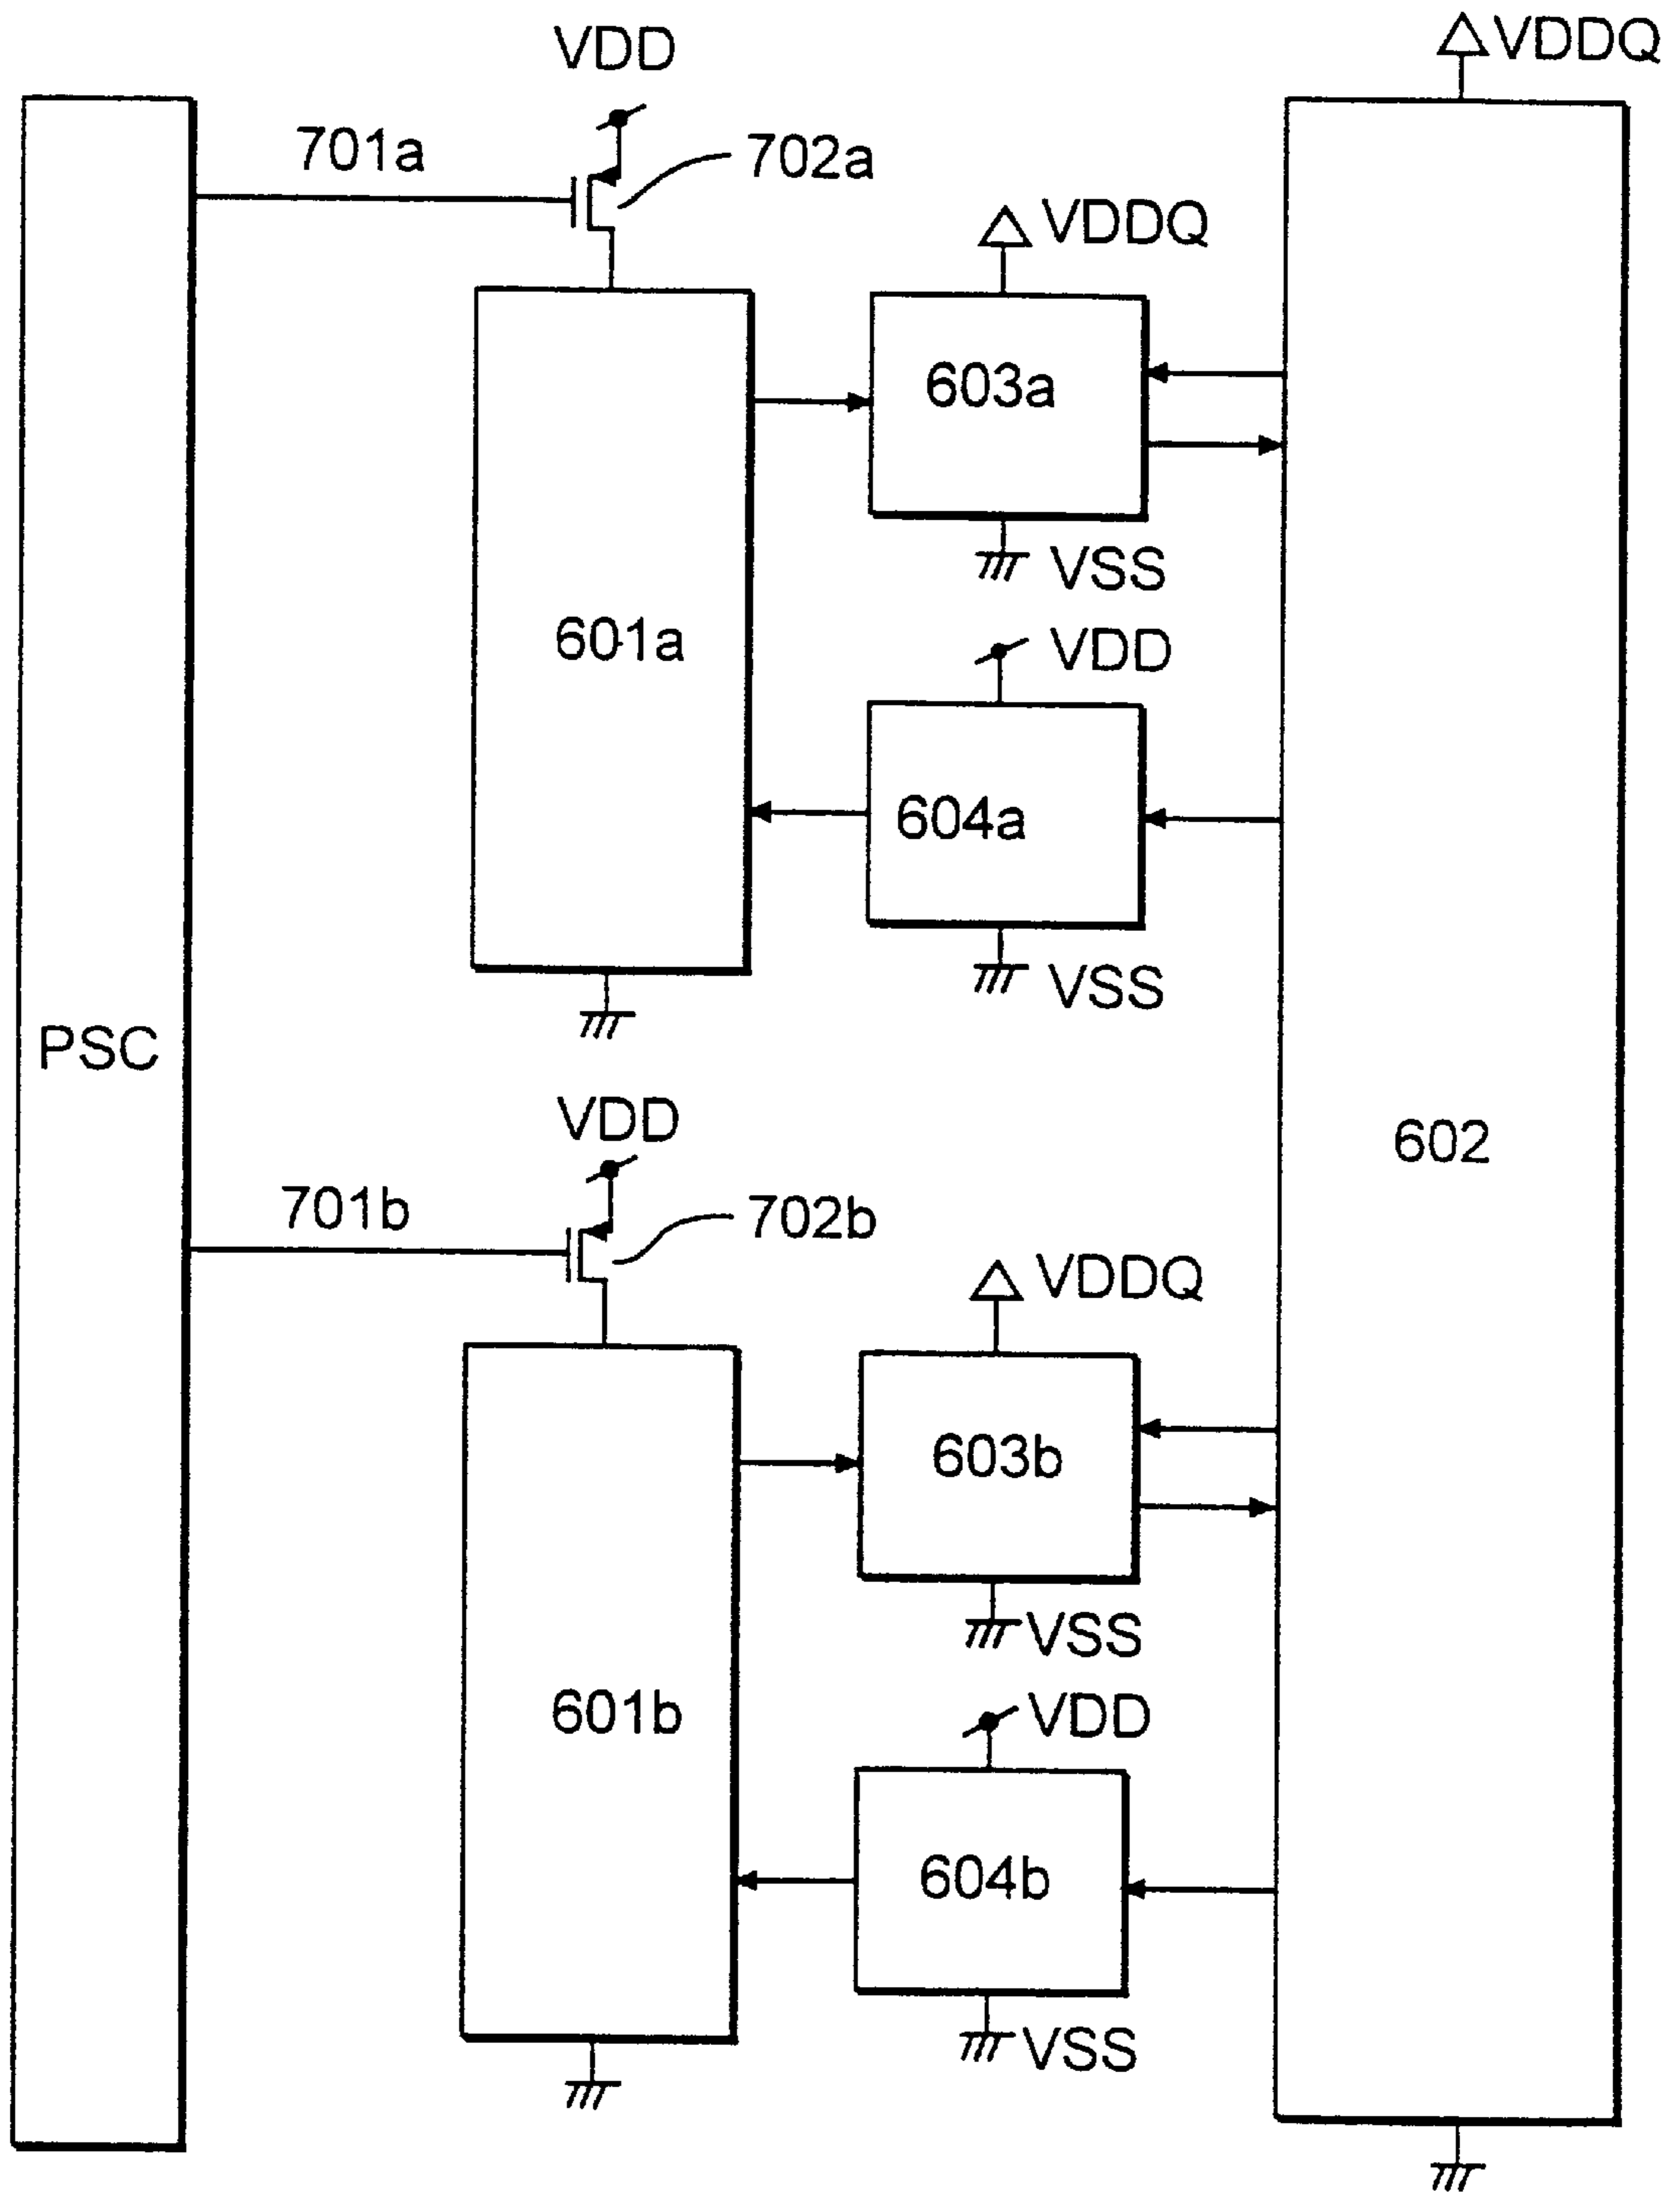 VDD
VDDQ
701a
702a
VDDQ
603a
VSS
601a
VDD
604a
VSS
PSC
VDD
602
701b
702b
VDDQ
603b
VSS
601b
VDD
604b
VSS